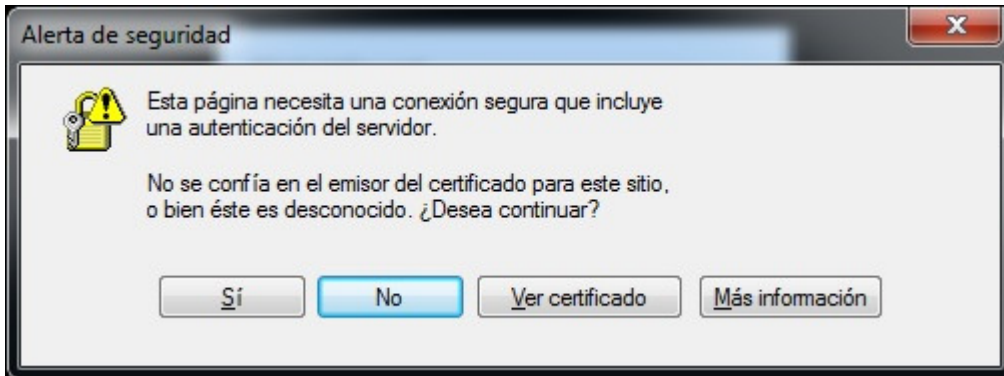 Alerta de seguridad
Esta página necesita una conexión segura que incluye
una autenticación del servidor.
No se confía en el emisor del certificado para este sitio,
o bien éste es desconocido. ¿Desea continuar?
Sí No Ver certificado Más información